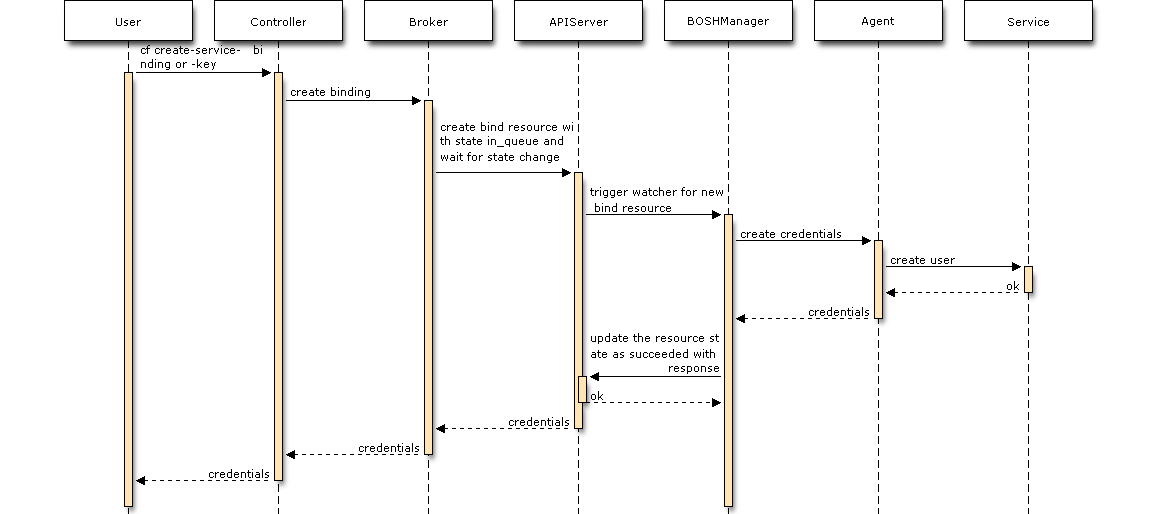 User
Controller
Broker
APIServer
BOSHManager
Agent
Service
cf create-service- bi
nding or -key
create binding
create bind resource wi
th state in_queue and
wait for state change
trigger watcher for new
bind resource
create credentials
create user
ok
credentials
update the resource st
ate as succeeded with
response
ok
credentials
credentials
credentials